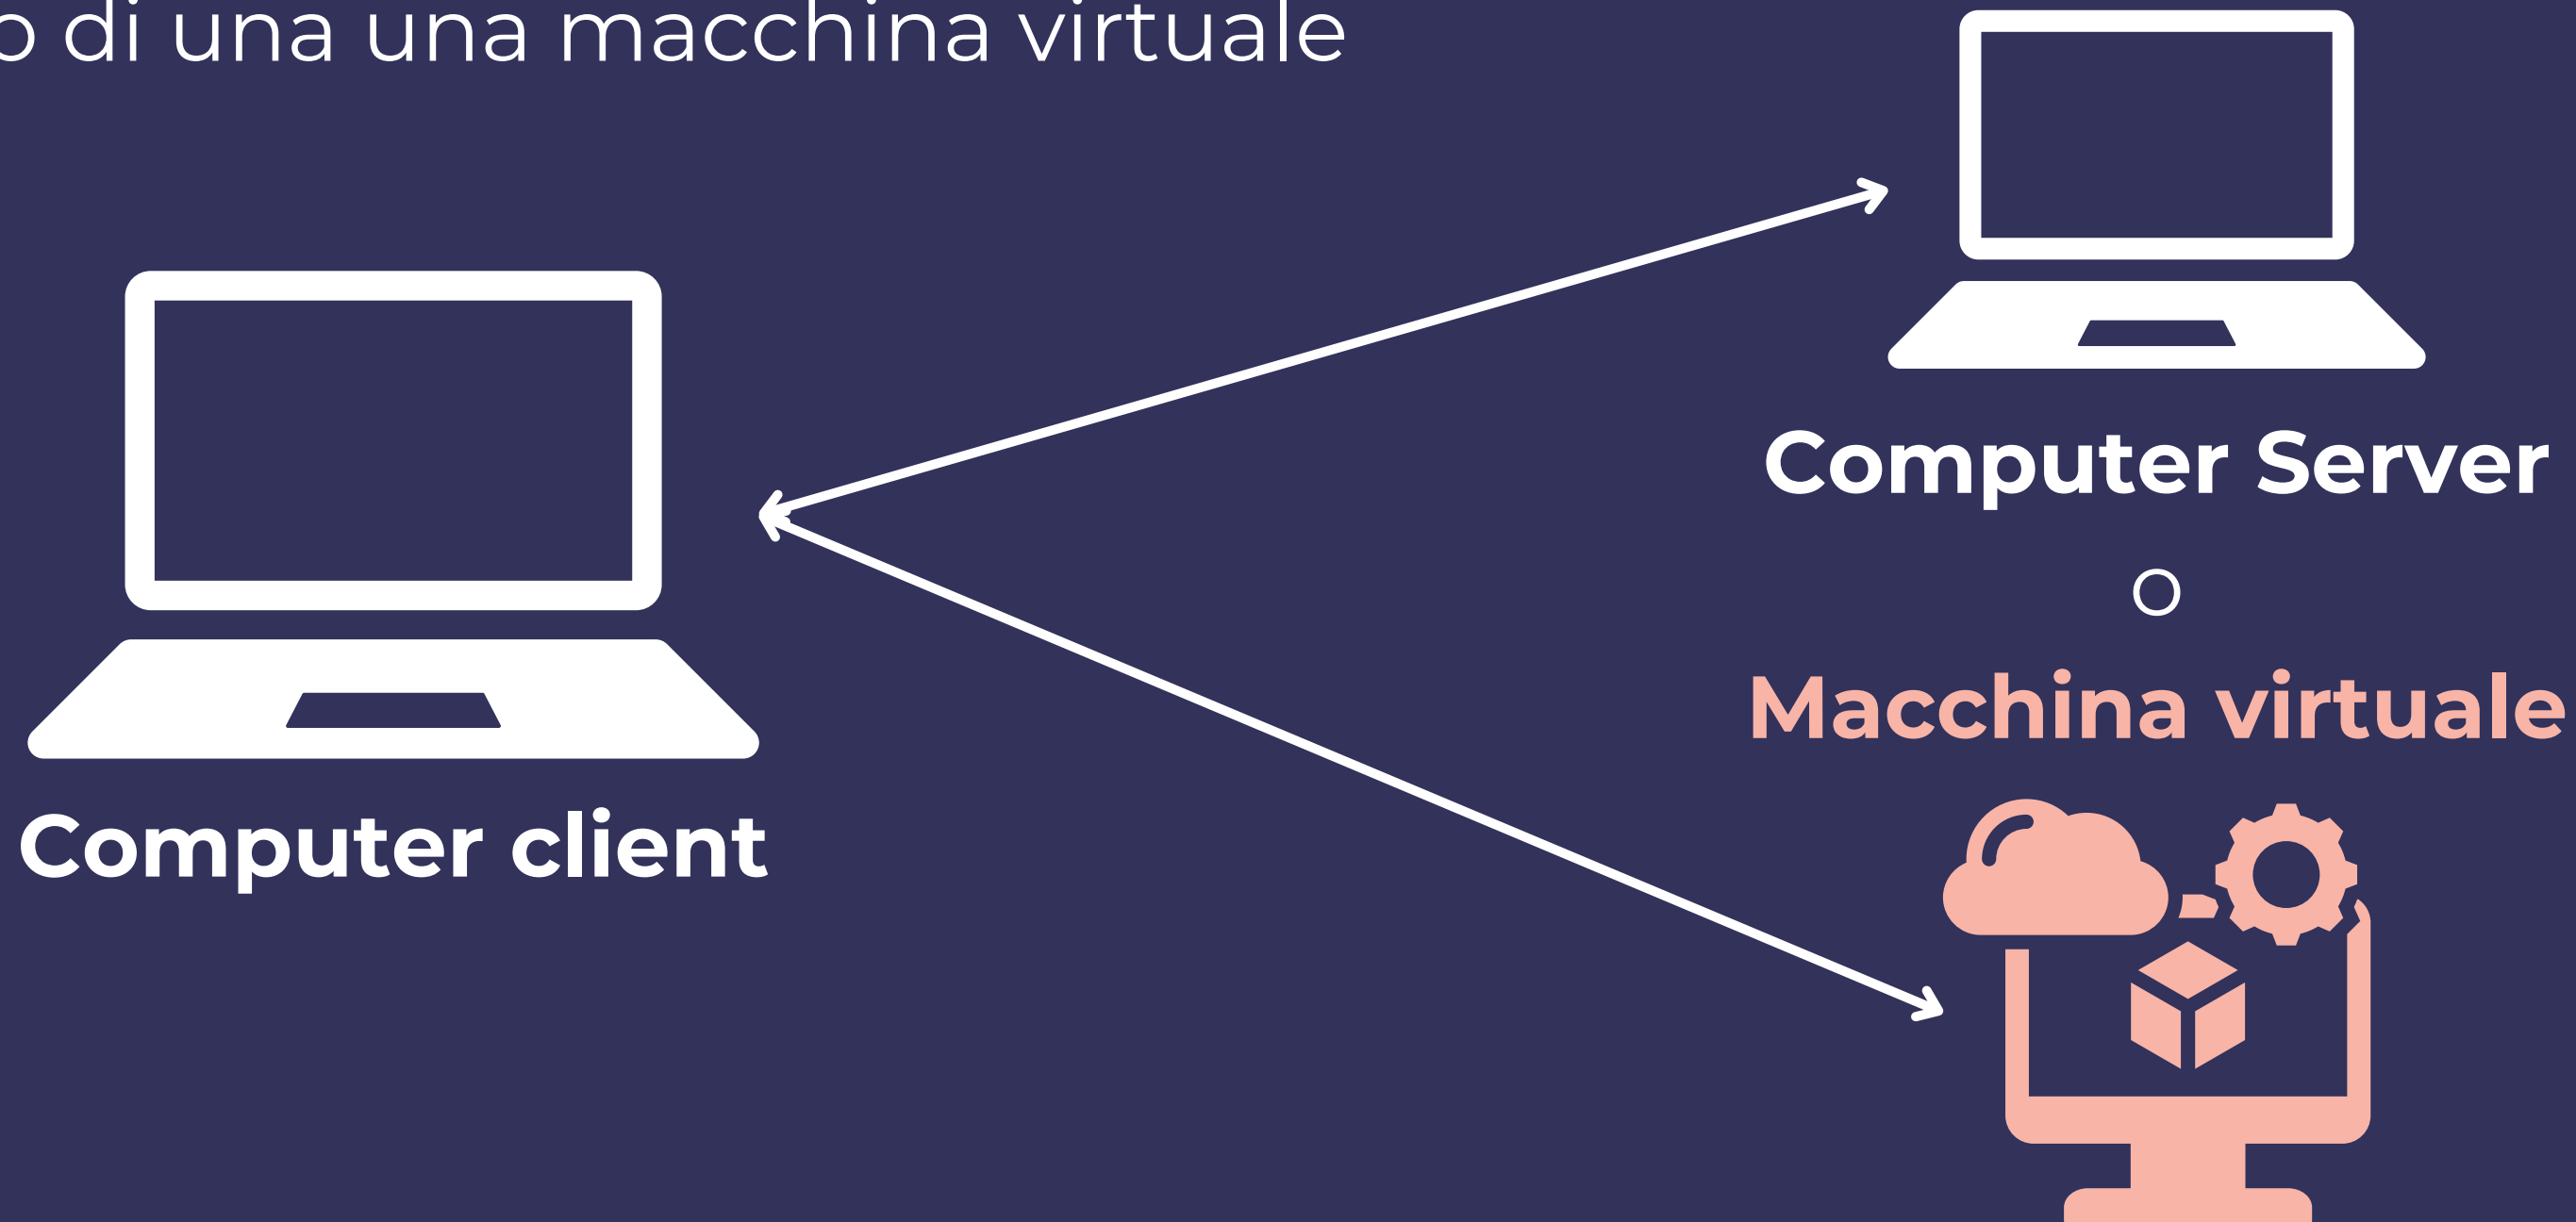 o di una una macchina virtuale
Computer Server
o
Macchina virtuale
Computer client